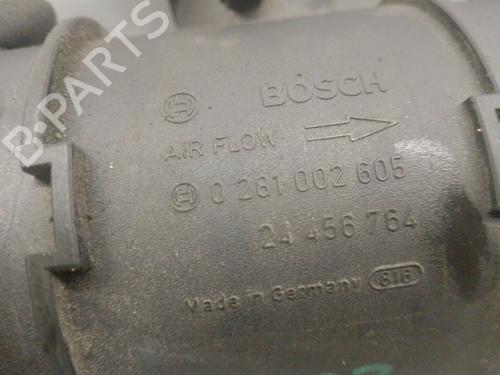 B-PARTS
BOSCH
AIR FLOW
0 281 002 605
24 456 764
Made in Germany 816